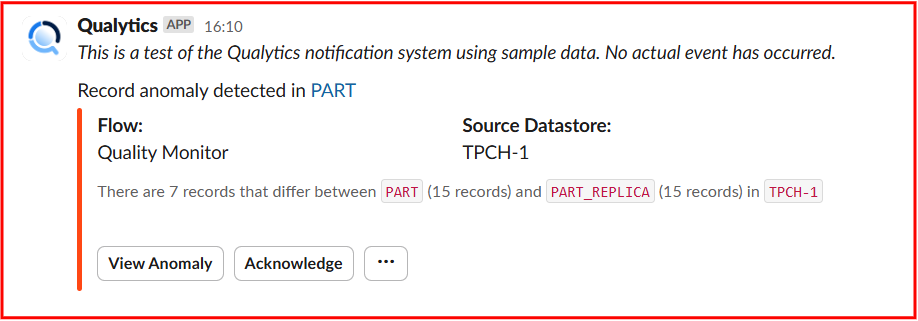 Qualytics APP 16:10
This is a test of the Qualytics notification system using sample data. No actual event has occurred.
Record anomaly detected in PART
Flow: Source Datastore:
Quality Monitor TPCH-1
There are 7 records that differ between PART (15 records) and PART_REPLICA (15 records) in TPCH-1
View Anomaly Acknowledge ...